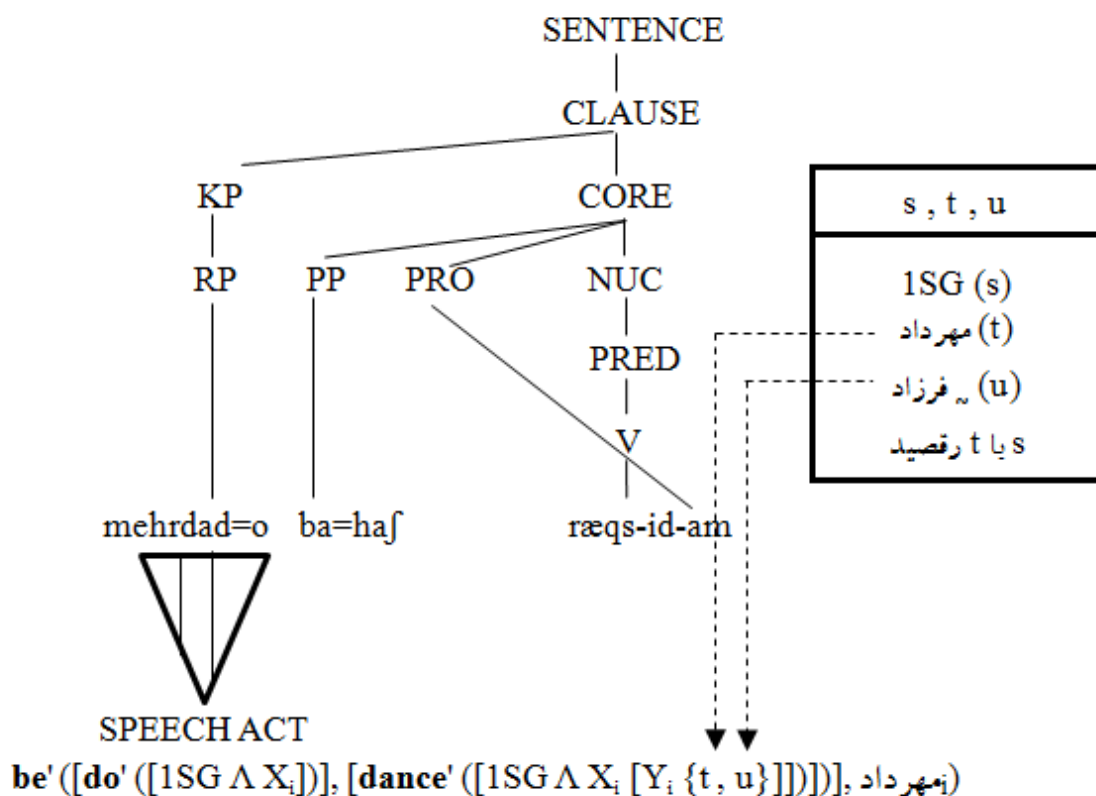 SENTENCE
CLAUSE
KP CORE
RP PP PRO NUC
PRED
V
mehrdad=o ba=haʃ ræqs-id-am
SPEECH ACT
be' ([do' ([1SG Λ Xᵢ])], [dance' ([1SG Λ Xᵢ [Yᵢ {t , u}]])])], مهردادᵢ)
s , t , u
1SG (s)
مهرداد (t)
~ فرزاد (u)
s با t رقصید